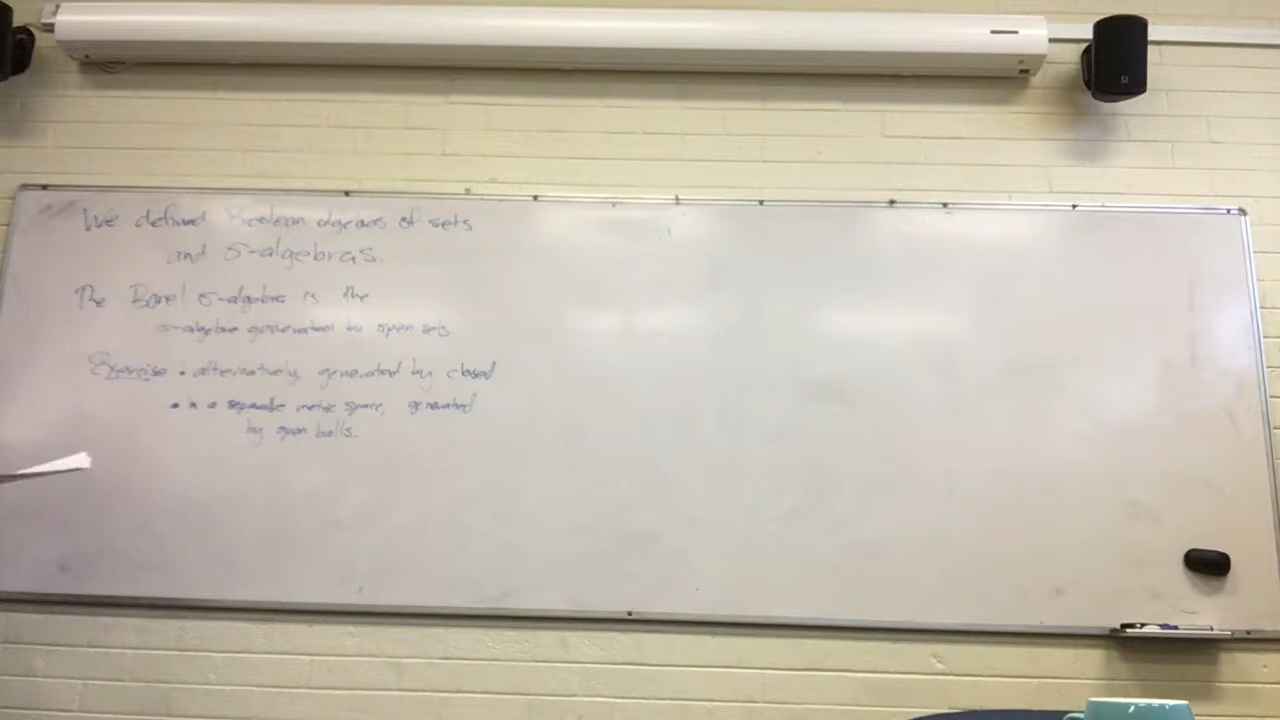 We defined Boolean algebras of sets
and σ-algebras.
The Borel σ-algebra is the
σ-algebra generated by open sets
Exercise • alternatively generated by closed
• in a separable metric space, generated
by open balls.